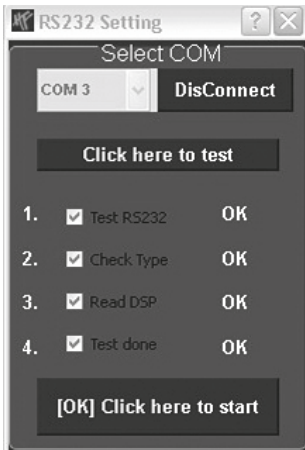 RS232 Setting
Select COM
COM 3 DisConnect
Click here to test
1. Test RS232 OK
2. Check Type OK
3. Read DSP OK
4. Test done OK
[OK] Click here to start